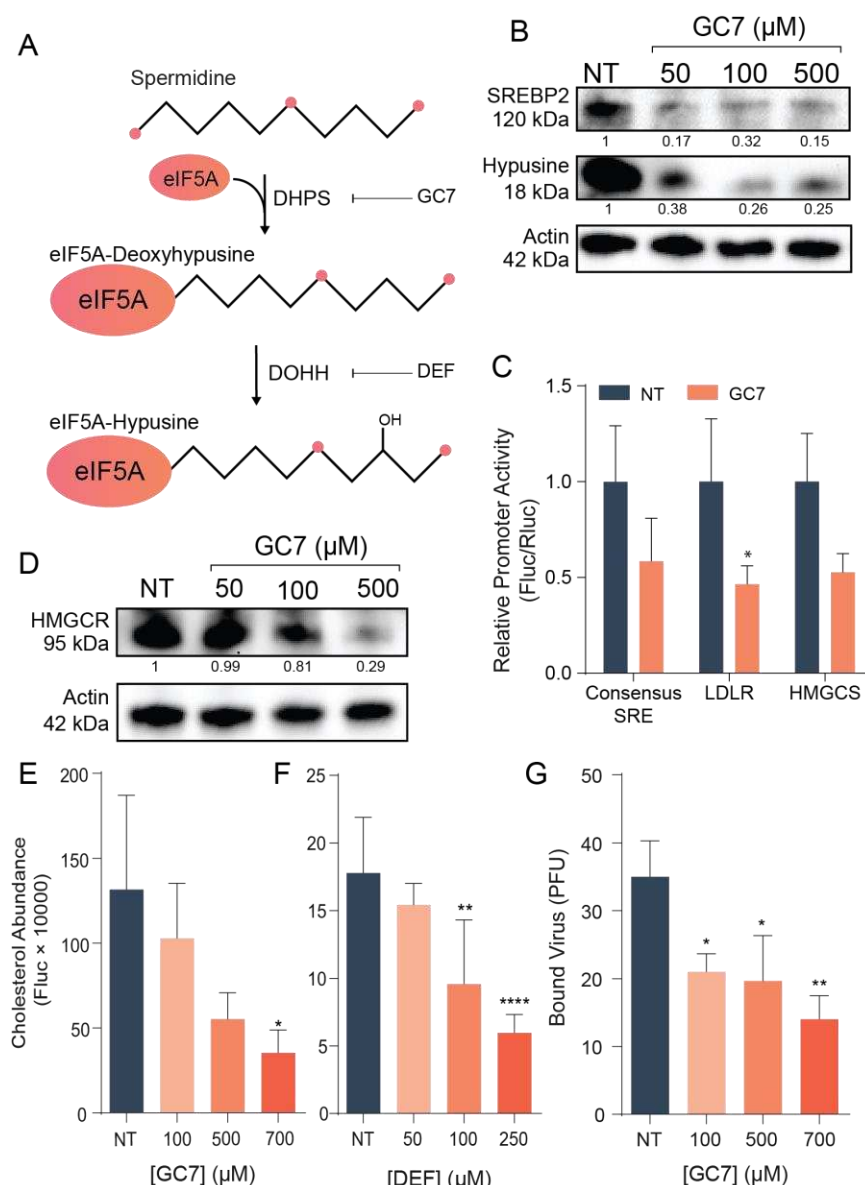 A
Spermidine
eIF5A
DHPS
GC7
eIF5A-Deoxyhypusine
eIF5A
DOHH
DEF
eIF5A-Hypusine
OH
eIF5A
B
GC7 (µM)
NT 50 100 500
SREBP2
120 kDa
1 0.17 0.32 0.15
Hypusine
18 kDa
1 0.38 0.26 0.25
Actin
42 kDa
C
NT GC7
Relative Promoter Activity
(Fluc/Rluc)
1.5
1.0
0.5
0.0
*
Consensus
SRE
LDLR
HMGCS
D
GC7 (µM)
NT 50 100 500
HMGCR
95 kDa
1 0.99 0.81 0.29
Actin
42 kDa
E
Cholesterol Abundance
(Fluc × 10000)
200
150
100
50
0
*
NT 100 500 700
[GC7] (µM)
F
25
20
15
10
5
0
**
****
NT 50 100 250
[DEF] (µM)
G
Bound Virus (PFU)
50
40
30
20
10
0
*
*
**
NT 100 500 700
[GC7] (µM)